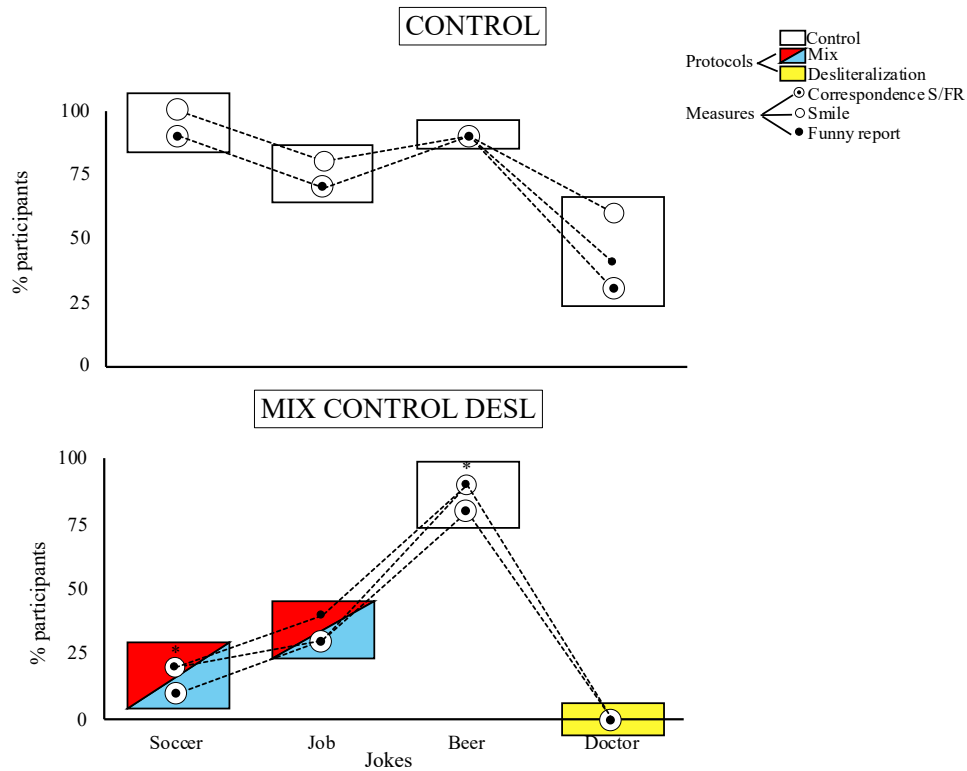 CONTROL
Control
Protocols
Mix
Desliteralization
Correspondence S/FR
Measures
Smile
Funny report
100
75
50
25
0
% participants
MIX CONTROL DESL
100
75
50
25
0
% participants
*
*
Soccer Job Beer Doctor
Jokes